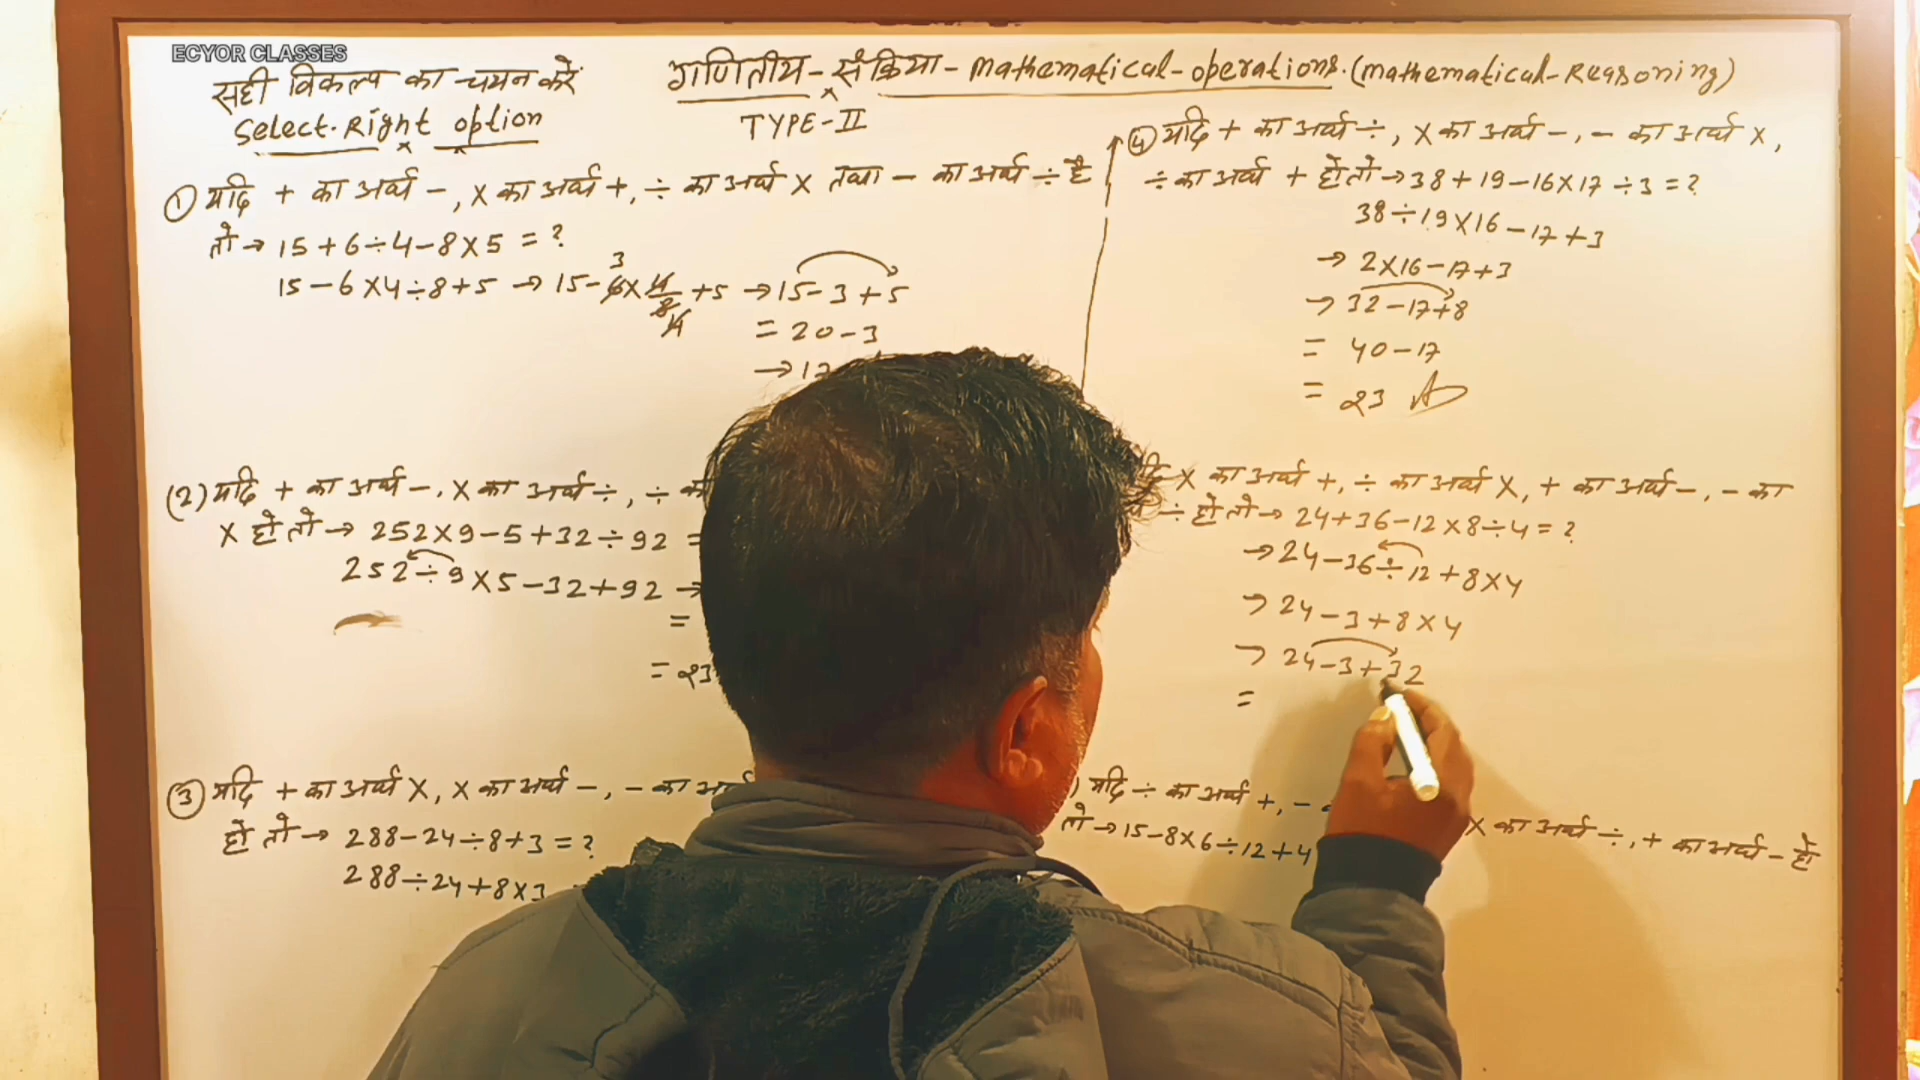 ECYOR CLASSES
सही विकल्प का चयन करें
Select. Right option
गणितीय - संक्रिया - Mathematical - operations. (Mathematical - Reasoning)
TYPE - II
① यदि + का अर्थ -, × का अर्थ +, ÷ का अर्थ × तथा - का अर्थ ÷ है
तो → 15 + 6 ÷ 4 - 8 × 5 = ?
15 - 6 × 4 ÷ 8 + 5 → 15 - 6 × 4/8 + 5 → 15 - 3 + 5
3
= 20 - 3
→ 17
(2) यदि + का अर्थ -, × का अर्थ ÷, ÷ का
× हो तो → 252 × 9 - 5 + 32 ÷ 92 =
252 ÷ 9 × 5 - 32 + 92 →
=
= 23
③ यदि + का अर्थ ×, × का अर्थ -, - का अर्थ
हो तो → 288 - 24 ÷ 8 + 3 = ?
288 ÷ 24 + 8 × 3
④ यदि + का अर्थ ÷, × का अर्थ -, - का अर्थ ×,
÷ का अर्थ + हो तो → 38 + 19 - 16 × 17 ÷ 3 = ?
38 ÷ 19 × 16 - 17 + 3
→ 2 × 16 - 17 + 3
→ 32 - 17 + 8
= 40 - 17
= 23
× का अर्थ +, ÷ का अर्थ ×, + का अर्थ -, - का
÷ हो तो → 24 + 36 - 12 × 8 ÷ 4 = ?
→ 24 - 36 ÷ 12 + 8 × 4
→ 24 - 3 + 8 × 4
→ 24 - 3 + 32
=
) यदि ÷ का अर्थ +, - × का अर्थ ÷, + का अर्थ - हो
तो → 15 - 8 × 6 ÷ 12 + 4